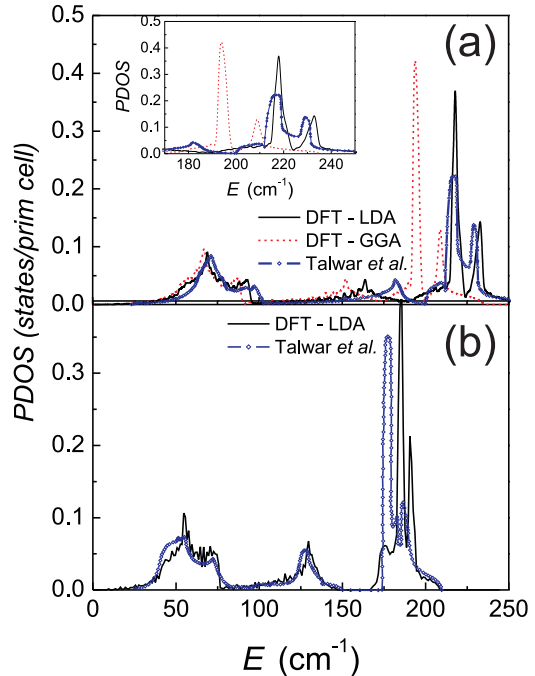 (a)
0.5
0.4
0.3
0.2
0.1
0.0
PDOS
0.4
0.3
0.2
0.1
0.0
180 200 220 240
E (cm⁻¹)
DFT - LDA
DFT - GGA
Talwar et al.
PDOS (states/prim cell)
(b)
0.3
0.2
0.1
0.0
DFT - LDA
Talwar et al.
0 50 100 150 200 250
E (cm⁻¹)